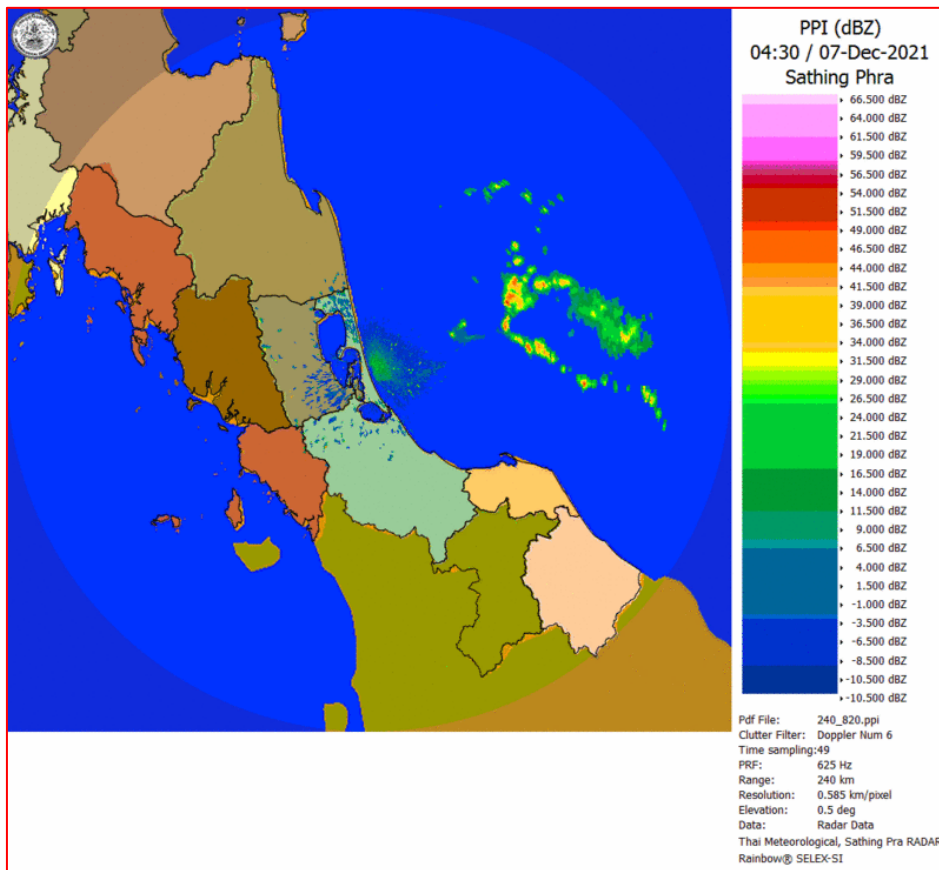 PPI (dBZ)
04:30 / 07-Dec-2021
Sathing Phra
66.500 dBZ
64.000 dBZ
61.500 dBZ
59.500 dBZ
56.500 dBZ
54.000 dBZ
51.500 dBZ
49.000 dBZ
46.500 dBZ
44.000 dBZ
41.500 dBZ
39.000 dBZ
36.500 dBZ
34.000 dBZ
31.500 dBZ
29.000 dBZ
26.500 dBZ
24.000 dBZ
21.500 dBZ
19.000 dBZ
16.500 dBZ
14.000 dBZ
11.500 dBZ
9.000 dBZ
6.500 dBZ
4.000 dBZ
1.500 dBZ
-1.000 dBZ
-3.500 dBZ
-6.500 dBZ
-8.500 dBZ
-10.500 dBZ
-10.500 dBZ
Pdf File: 240_820.ppi
Clutter Filter: Doppler Num 6
Time sampling:49
PRF: 625 Hz
Range: 240 km
Resolution: 0.585 km/pixel
Elevation: 0.5 deg
Data: Radar Data
Thai Meteorological, Sathing Pra RADAR
Rainbow® SELEX-SI